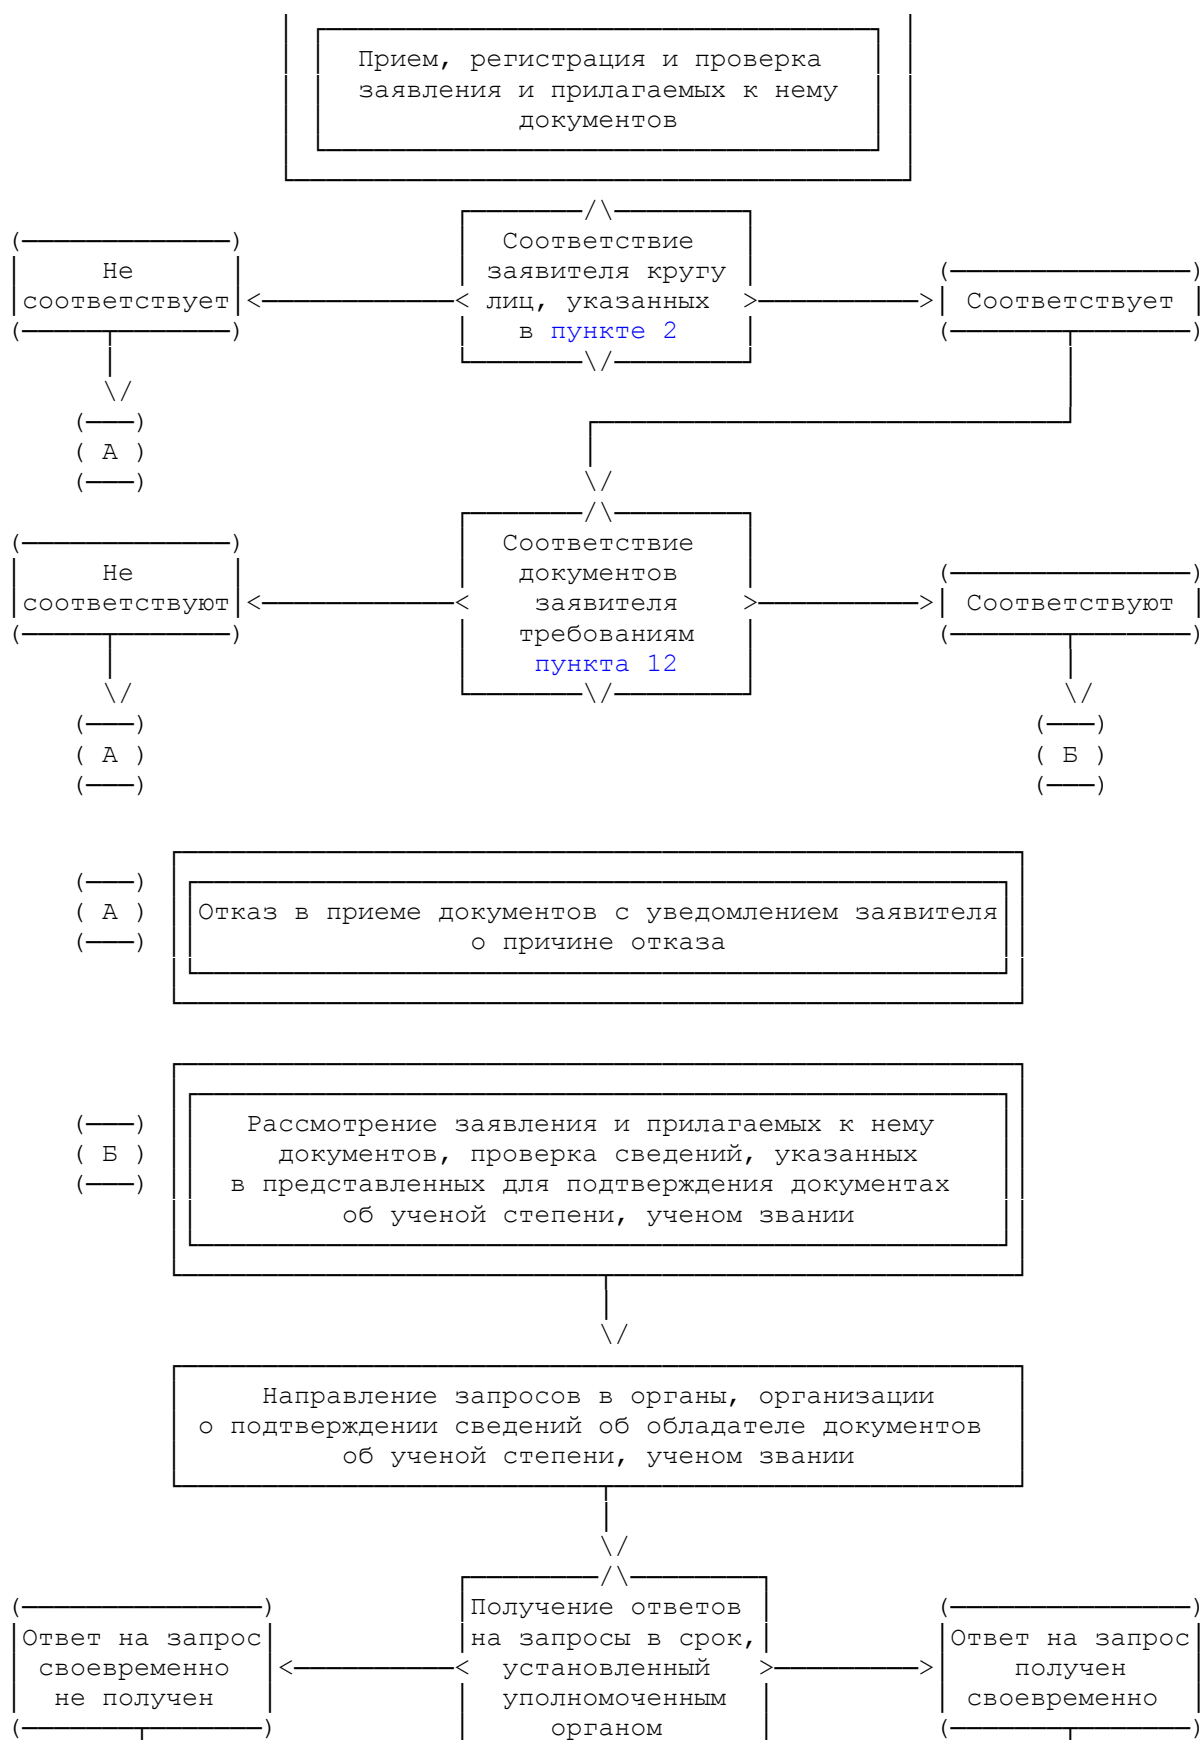 Прием, регистрация и проверка
заявления и прилагаемых к нему
документов
Соответствие
заявителя кругу
лиц, указанных
в пункте 2
Не
соответствует
Соответствует
А
Соответствие
документов
заявителя
требованиям
пункта 12
Не
соответствуют
Соответствуют
А
Б
А
Отказ в приеме документов с уведомлением заявителя
о причине отказа
Б
Рассмотрение заявления и прилагаемых к нему
документов, проверка сведений, указанных
в представленных для подтверждения документах
об ученой степени, ученом звании
Направление запросов в органы, организации
о подтверждении сведений об обладателе документов
об ученой степени, ученом звании
Получение ответов
на запросы в срок,
установленный
уполномоченным
органом
Ответ на запрос
своевременно
не получен
Ответ на запрос
получен
своевременно